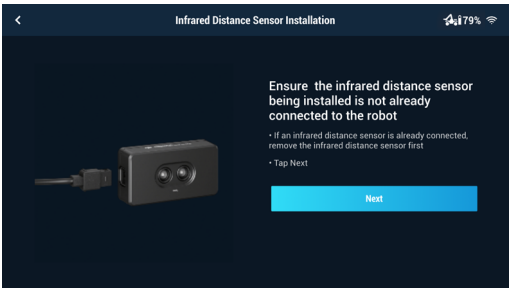 Infrared Distance Sensor Installation
79%
Ensure the infrared distance sensor
being installed is not already
connected to the robot
• If an infrared distance sensor is already connected,
remove the infrared distance sensor first
• Tap Next
Next